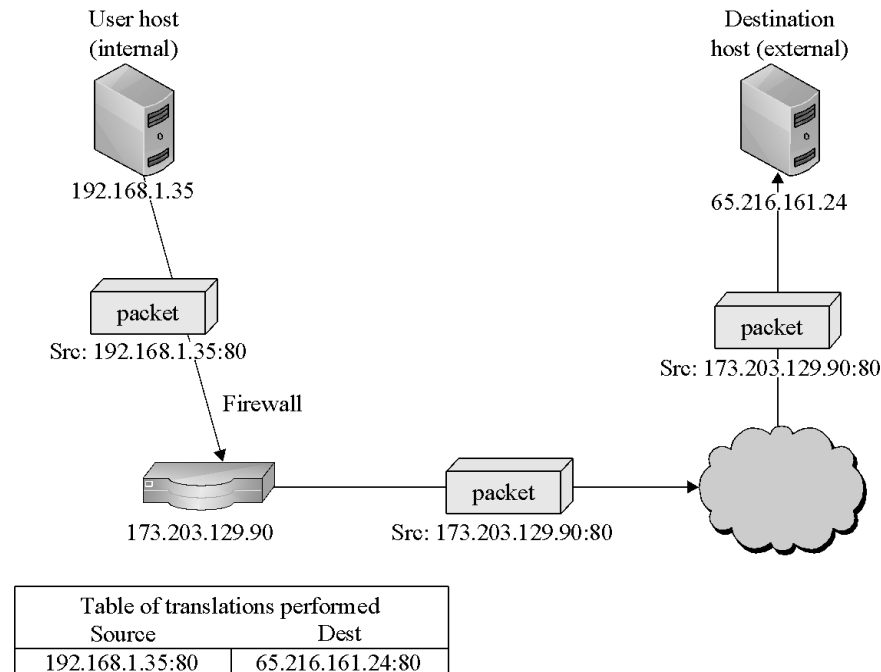 User host
(internal)
Destination
host (external)
192.168.1.35
65.216.161.24
packet
Src: 192.168.1.35:80
packet
Src: 173.203.129.90:80
Firewall
packet
173.203.129.90
Src: 173.203.129.90:80
Table of translations performed
Source Dest
192.168.1.35:80 65.216.161.24:80